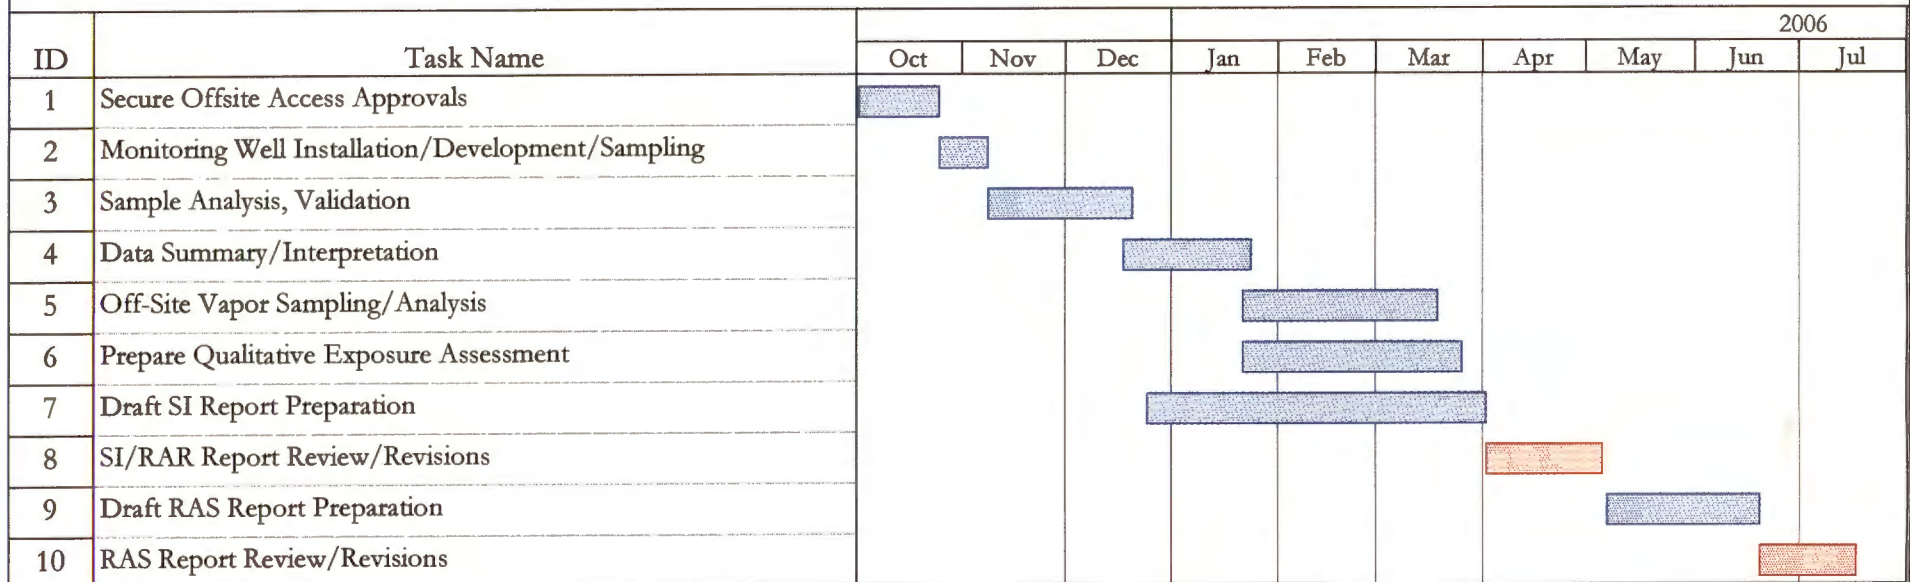 2006
ID Task Name Oct Nov Dec Jan Feb Mar Apr May Jun Jul
1 Secure Offsite Access Approvals
2 Monitoring Well Installation/Development/Sampling
3 Sample Analysis, Validation
4 Data Summary/Interpretation
5 Off-Site Vapor Sampling/Analysis
6 Prepare Qualitative Exposure Assessment
7 Draft SI Report Preparation
8 SI/RAR Report Review/Revisions
9 Draft RAS Report Preparation
10 RAS Report Review/Revisions